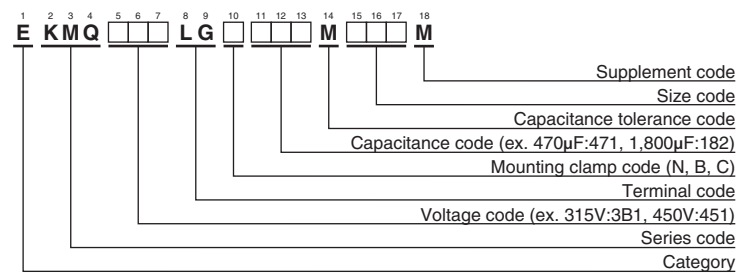 1 2 3 4 5 6 7 8 9 10 11 12 13 14 15 16 17 18
E KMQ □□□ LG □ □□□ M □□□ M
Supplement code
Size code
Capacitance tolerance code
Capacitance code (ex. 470μF:471, 1,800μF:182)
Mounting clamp code (N, B, C)
Terminal code
Voltage code (ex. 315V:3B1, 450V:451)
Series code
Category